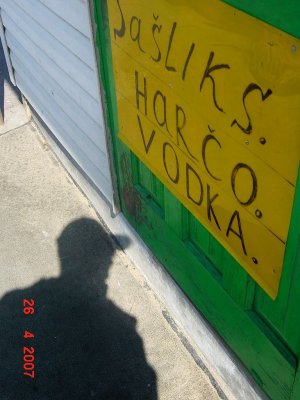 ŠAŠLIKS.
HARČO.
VODKA.
26 4 2007